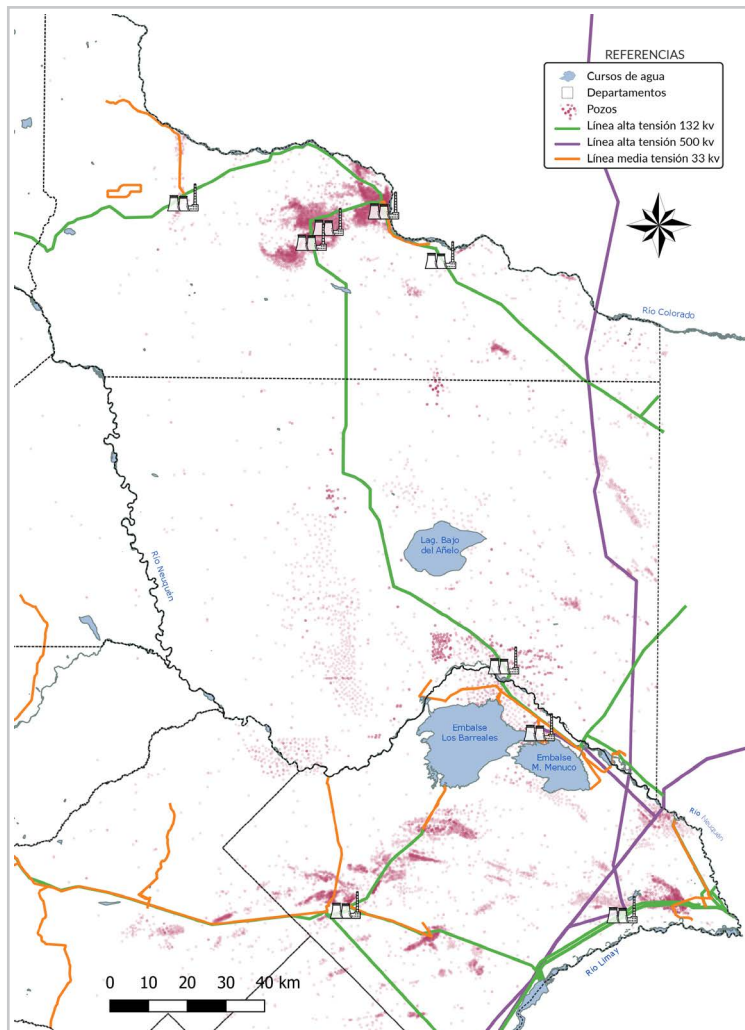 REFERENCIAS
Cursos de agua
Departamentos
Pozos
Línea alta tensión 132 kv
Línea alta tensión 500 kv
Línea media tensión 33 kv
Río Colorado
Lag. Bajo
del Añelo
Río Neuquén
Embalse
Los Barreales
Embalse
M. Menuco
Río Neuquén
Río Limay
0 10 20 30 40 km